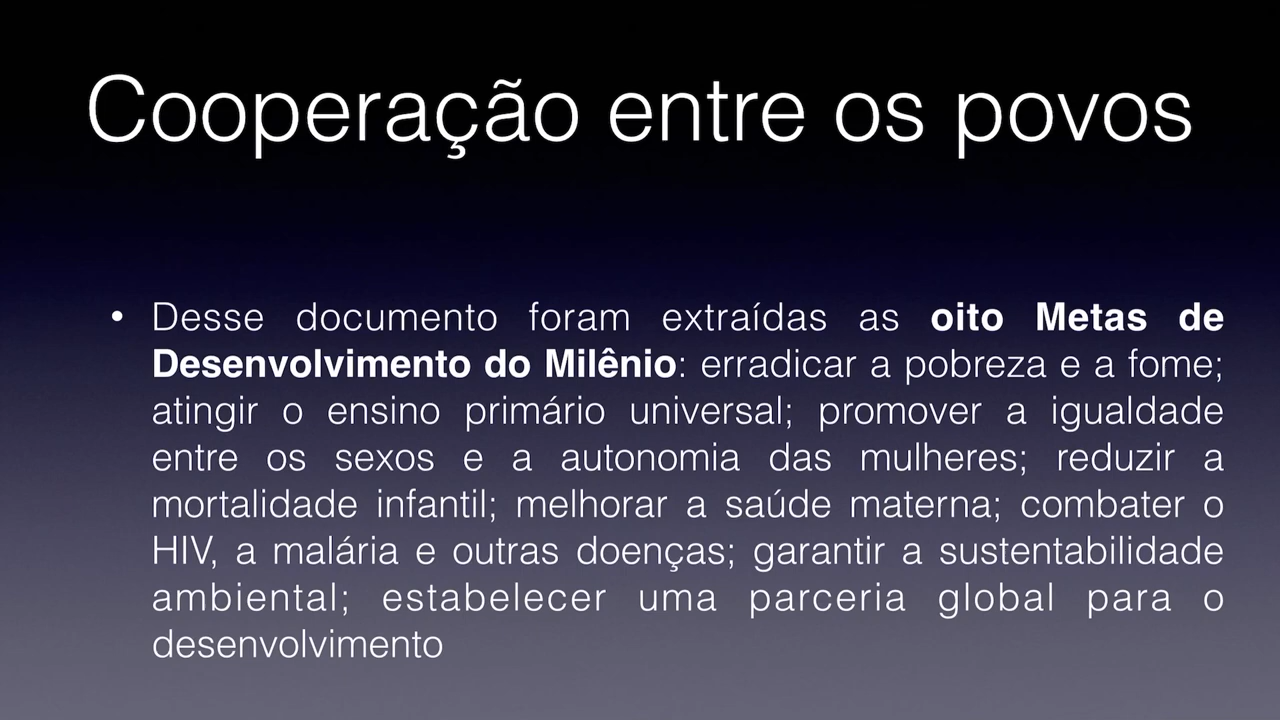 Cooperação entre os povos
• Desse documento foram extraídas as oito Metas de
Desenvolvimento do Milênio: erradicar a pobreza e a fome;
atingir o ensino primário universal; promover a igualdade
entre os sexos e a autonomia das mulheres; reduzir a
mortalidade infantil; melhorar a saúde materna; combater o
HIV, a malária e outras doenças; garantir a sustentabilidade
ambiental; estabelecer uma parceria global para o
desenvolvimento